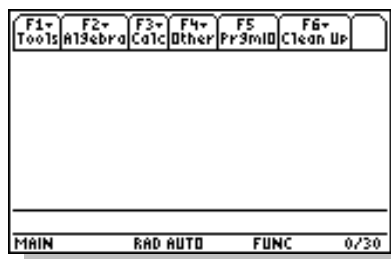 F1▾ F2▾ F3▾ F4▾ F5 F6▾
Tools Algebra Calc Other PrgmIO Clean Up
MAIN RAD AUTO FUNC 0/30